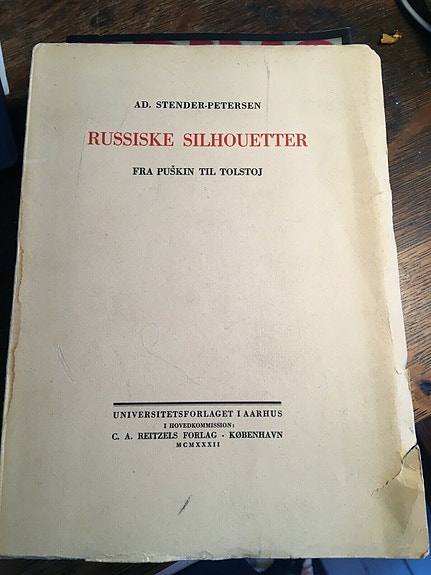 AD. STENDER-PETERSEN
RUSSISKE SILHOUETTER
FRA PUŠKIN TIL TOLSTOJ
UNIVERSITETSFORLAGET I AARHUS
I HOVEDKOMMISSION:
C. A. REITZELS FORLAG - KØBENHAVN
MCMXXXII